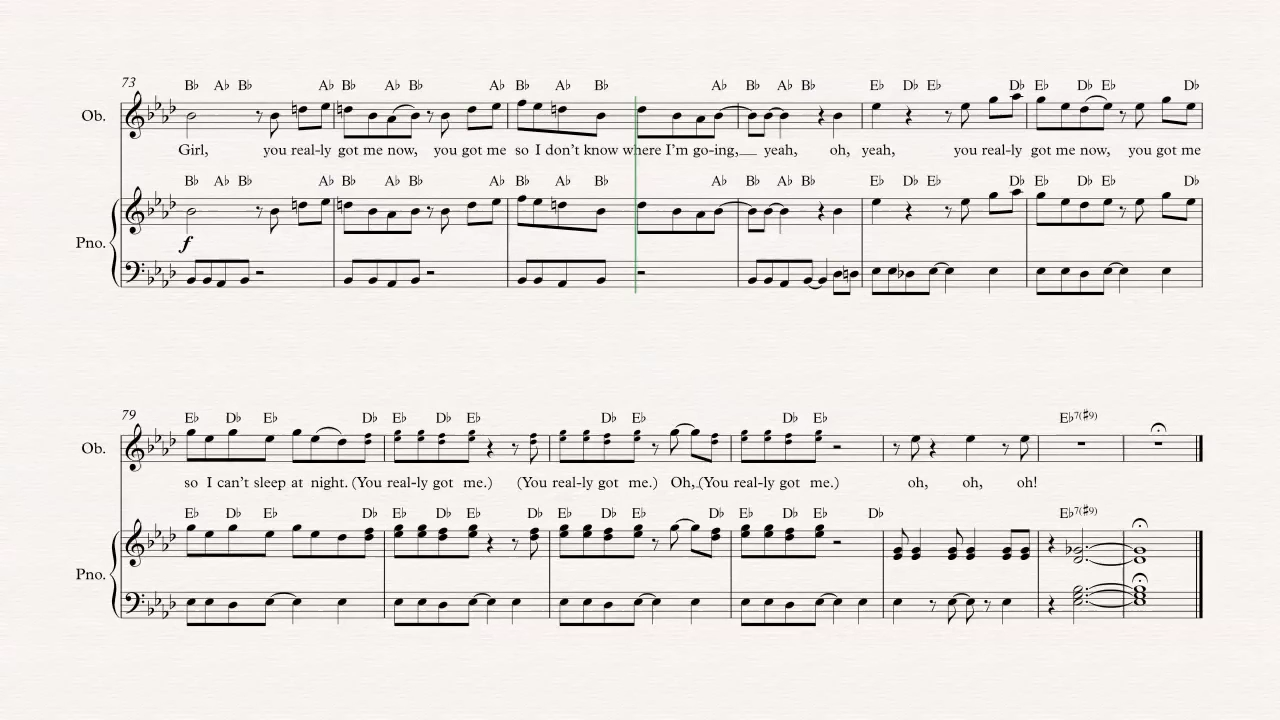 73
B♭ A♭ B♭ A♭ B♭ A♭ B♭ A♭ B♭ A♭ B♭ A♭ B♭ A♭ B♭ E♭ D♭ E♭ D♭ E♭ D♭ E♭ D♭
Ob.
Girl, you real-ly got me now, you got me so I don't know where I'm go-ing, yeah, oh, yeah, you real-ly got me now, you got me
B♭ A♭ B♭ A♭ B♭ A♭ B♭ A♭ B♭ A♭ B♭ A♭ B♭ A♭ B♭ E♭ D♭ E♭ D♭ E♭ D♭ E♭ D♭
f
Pno.
79
E♭ D♭ E♭ D♭ E♭ D♭ E♭ D♭ E♭ D♭ E♭ E♭7(♯9)
Ob.
so I can't sleep at night. (You real-ly got me.) (You real-ly got me.) Oh, (You real-ly got me.) oh, oh, oh!
E♭ D♭ E♭ D♭ E♭ D♭ E♭ D♭ E♭ D♭ E♭ D♭ E♭ D♭ E♭ D♭ E♭7(♯9)
Pno.